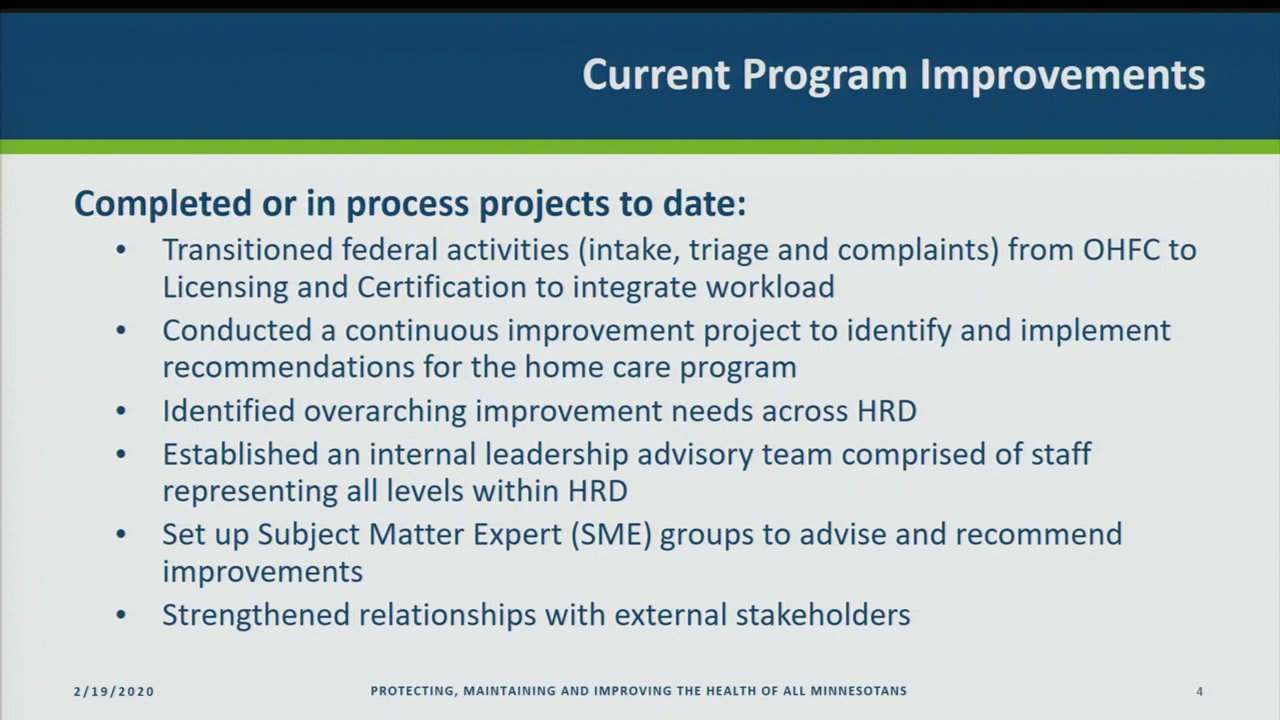 Current Program Improvements
Completed or in process projects to date:
• Transitioned federal activities (intake, triage and complaints) from OHFC to
Licensing and Certification to integrate workload
• Conducted a continuous improvement project to identify and implement
recommendations for the home care program
• Identified overarching improvement needs across HRD
• Established an internal leadership advisory team comprised of staff
representing all levels within HRD
• Set up Subject Matter Expert (SME) groups to advise and recommend
improvements
• Strengthened relationships with external stakeholders
2/19/2020
PROTECTING, MAINTAINING AND IMPROVING THE HEALTH OF ALL MINNESOTANS
4